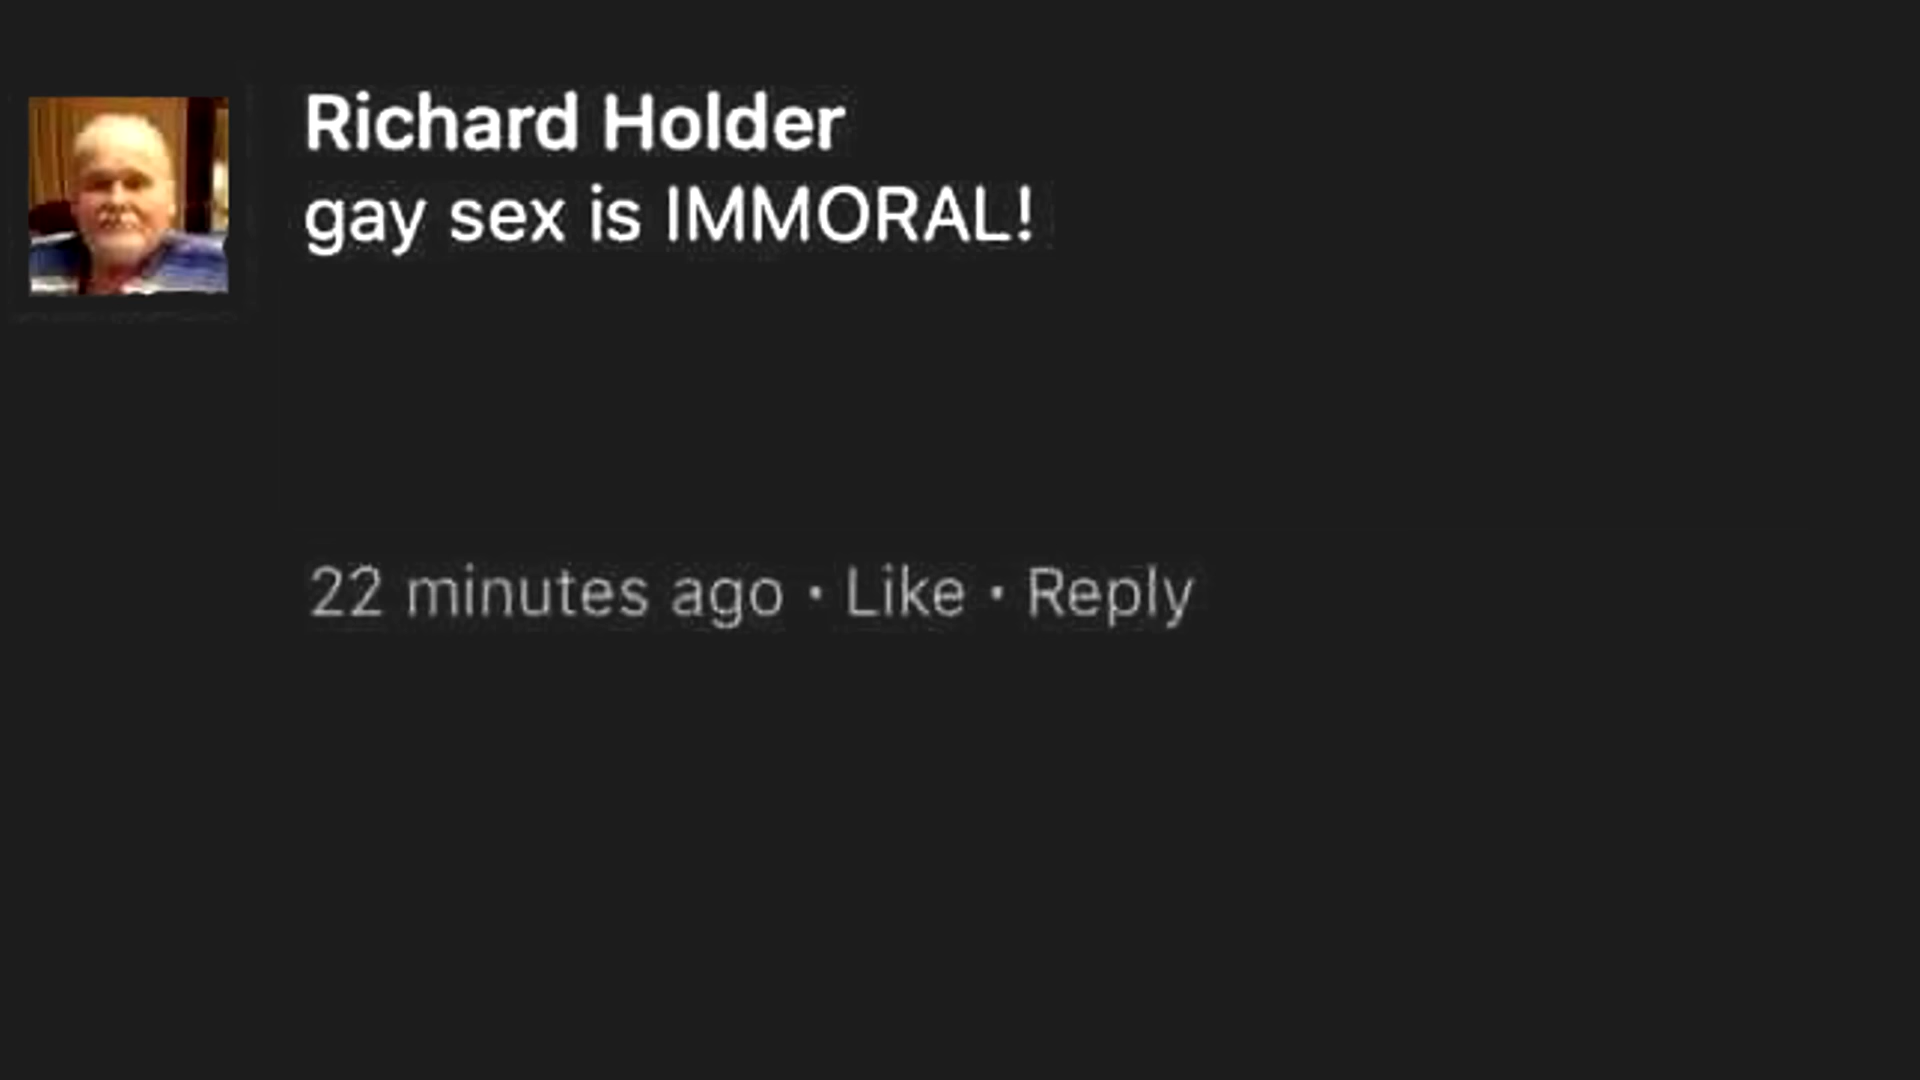 Richard Holder
gay sex is IMMORAL!
22 minutes ago · Like · Reply